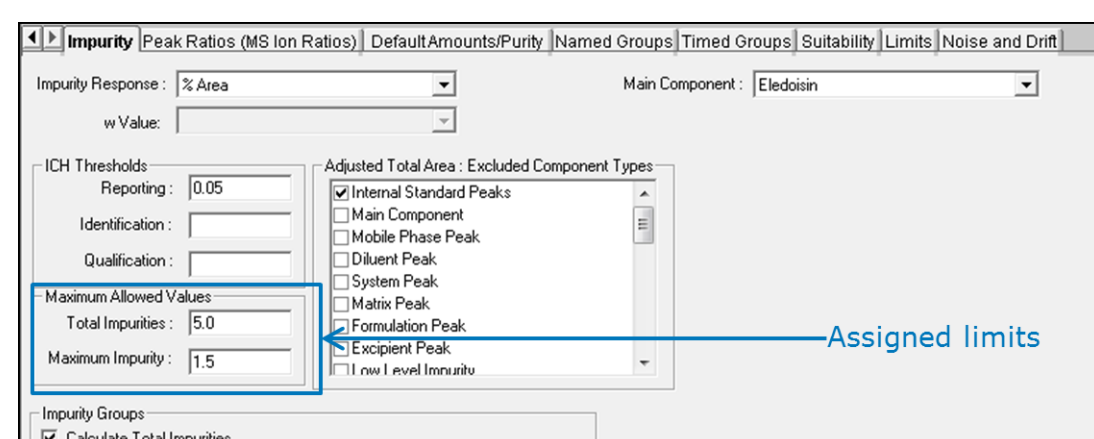 Impurity Peak Ratios (MS Ion Ratios) Default Amounts/Purity Named Groups Timed Groups Suitability Limits Noise and Drift
Impurity Response : % Area Main Component : Eledoisin
w Value:
ICH Thresholds
Reporting : 0.05
Identification :
Qualification :
Adjusted Total Area : Excluded Component Types
Internal Standard Peaks
Main Component
Mobile Phase Peak
Diluent Peak
System Peak
Matrix Peak
Formulation Peak
Excipient Peak
Low Level Impurity
Maximum Allowed Values
Total Impurities : 5.0
Maximum Impurity : 1.5
Assigned limits
Impurity Groups
Calculate Total Impurities